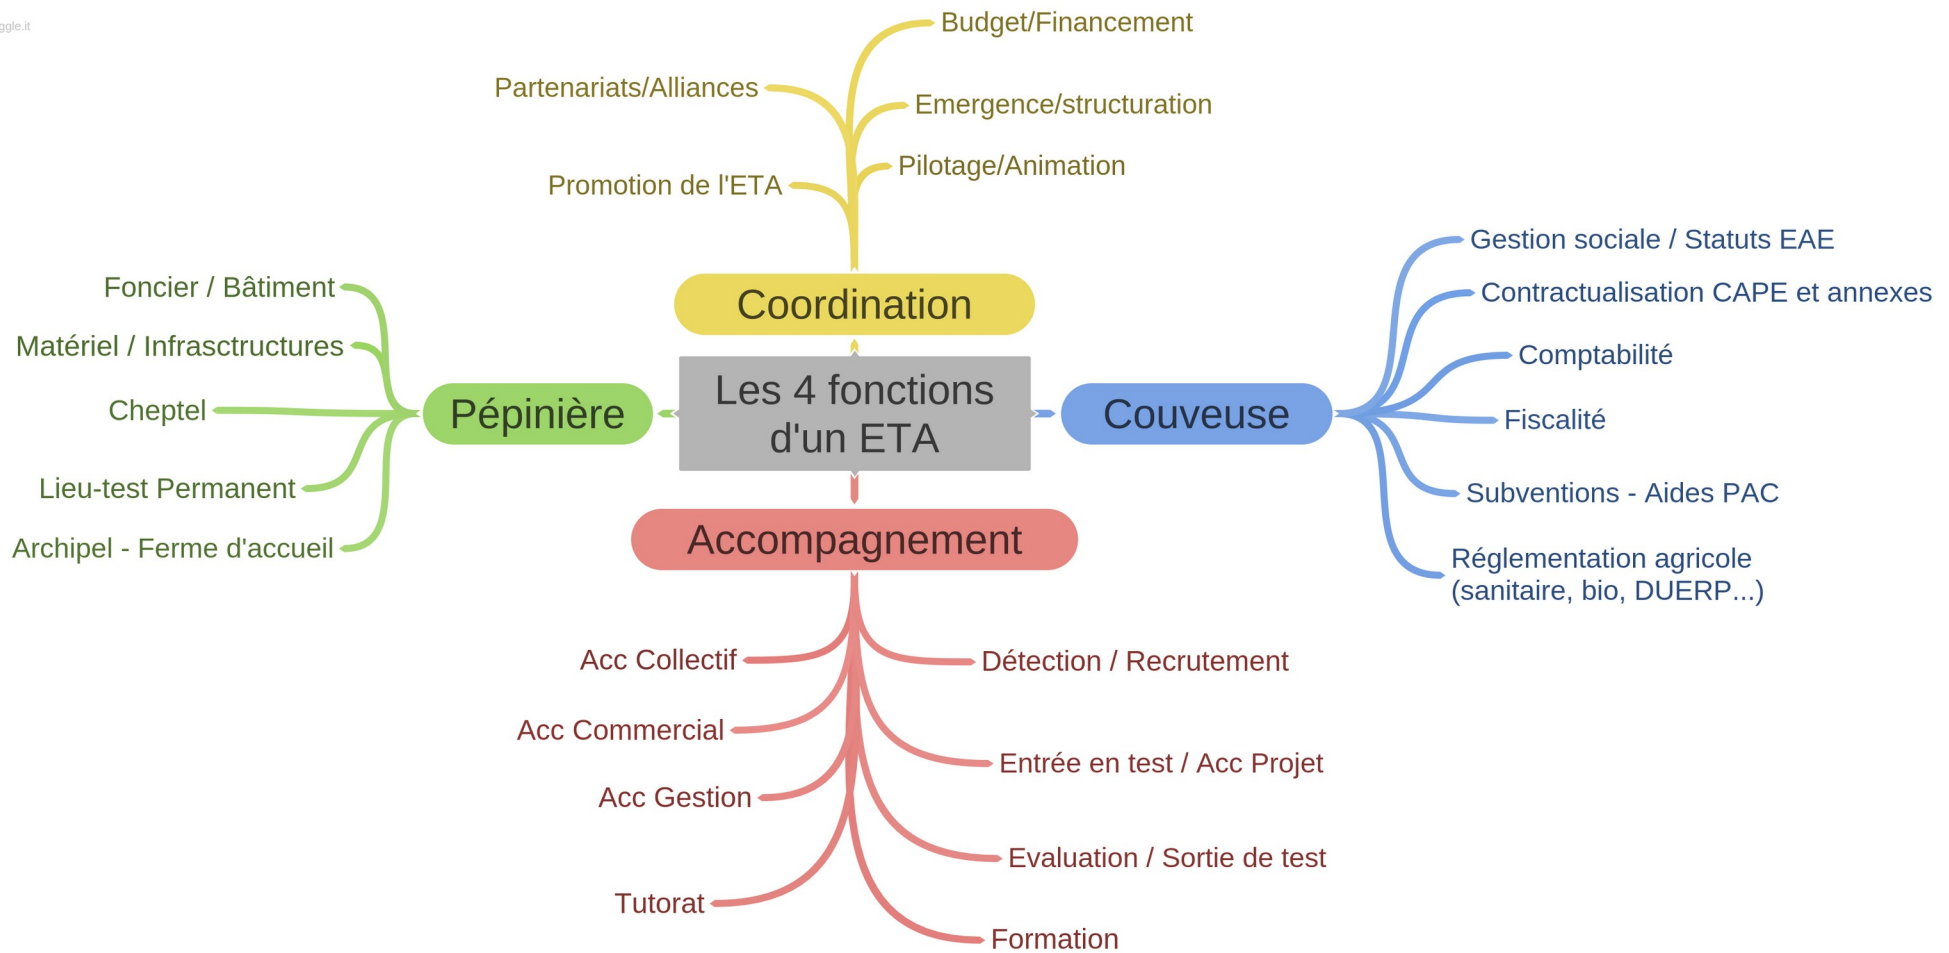 ggle.it
Budget/Financement
Partenariats/Alliances
Emergence/structuration
Pilotage/Animation
Promotion de l'ETA
Coordination
Les 4 fonctions
d'un ETA
Pépinière
Foncier / Bâtiment
Matériel / Infrasctructures
Cheptel
Lieu-test Permanent
Archipel - Ferme d'accueil
Couveuse
Gestion sociale / Statuts EAE
Contractualisation CAPE et annexes
Comptabilité
Fiscalité
Subventions - Aides PAC
Réglementation agricole
(sanitaire, bio, DUERP...)
Accompagnement
Acc Collectif
Acc Commercial
Acc Gestion
Tutorat
Détection / Recrutement
Entrée en test / Acc Projet
Evaluation / Sortie de test
Formation